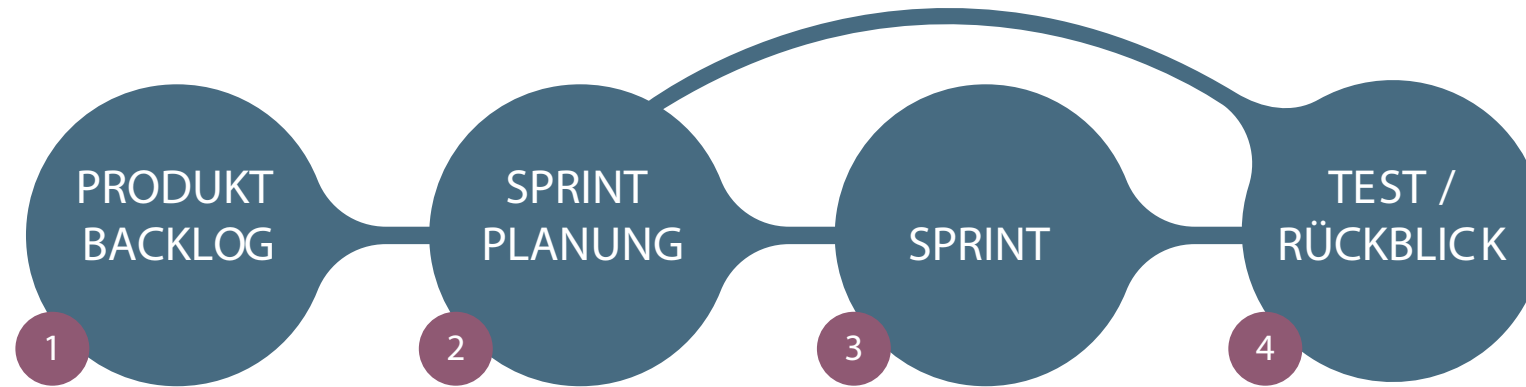 PRODUKT
BACKLOG
1
SPRINT
PLANUNG
2
SPRINT
3
TEST /
RÜCKBLICK
4